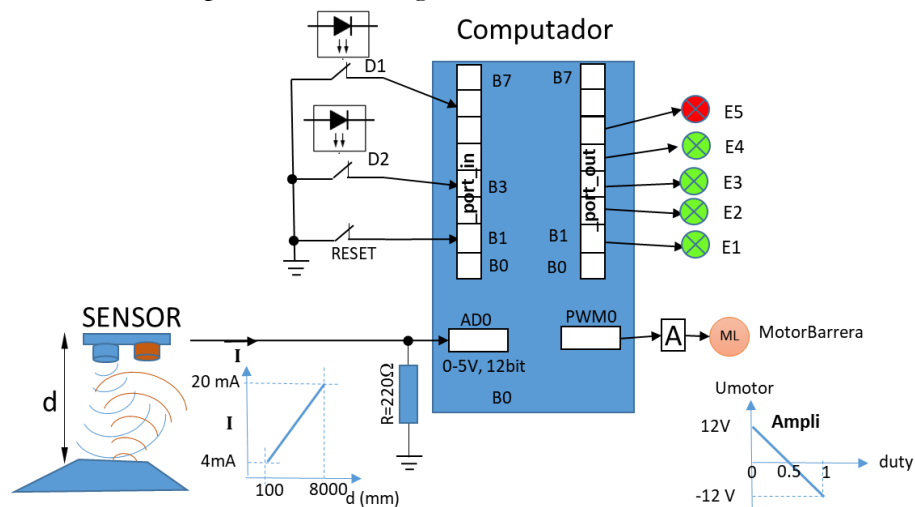 Computador
D1
D2
RESET
B7
_port_in
B3
B1
B0
B7
_port_out
B1
B0
E5
E4
E3
E2
E1
SENSOR
d
I
20 mA
I
4mA
100
8000
d (mm)
R=220Ω
AD0
0-5V, 12bit
B0
PWM0
A
ML
MotorBarrera
Umotor
12V
Ampli
0
0.5
1
duty
-12 V